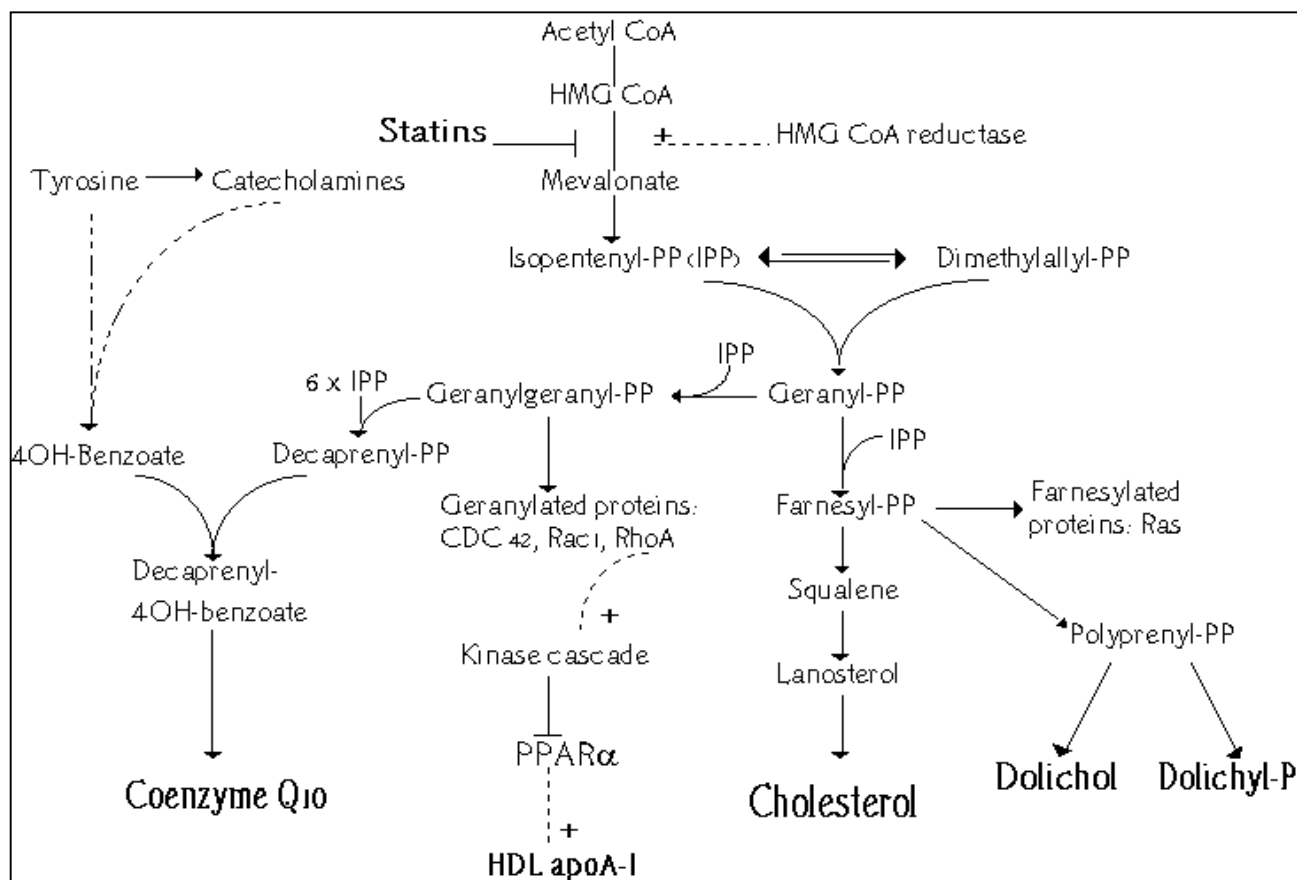 Acetyl CoA
HMG CoA
Statins
+
HMG CoA reductase
Tyrosine
Catecholamines
Mevalonate
Isopentenyl-PP (IPP)
Dimethylallyl-PP
IPP
6 x IPP
Geranylgeranyl-PP
Geranyl-PP
4OH-Benzoate
Decaprenyl-PP
IPP
Geranylated proteins:
CDC 42, Rac1, RhoA
Farnesyl-PP
Farnesylated
proteins: Ras
Decaprenyl-
4OH-benzoate
Squalene
+
Kinase cascade
Polyprenyl-PP
Lanosterol
PPARα
Coenzyme Q10
Cholesterol
Dolichol
Dolichyl-P
+
HDL apoA-I